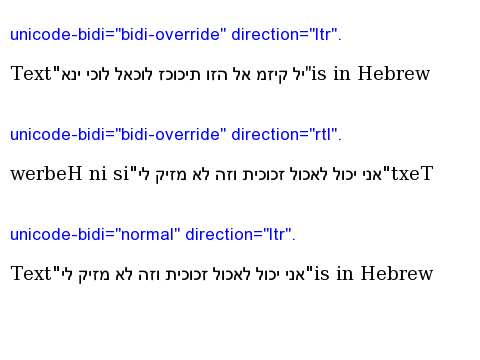 unicode-bidi="bidi-override" direction="ltr".
Text"יל קיזמ אל הזו תיכוכז לוכאל לוכי ינא"is in Hebrew
unicode-bidi="bidi-override" direction="rtl".
werbeH ni si"אני יכול לאכול זכוכית וזה לא מזיק לי"txeT
unicode-bidi="normal" direction="ltr".
Text"אני יכול לאכול זכוכית וזה לא מזיק לי"is in Hebrew